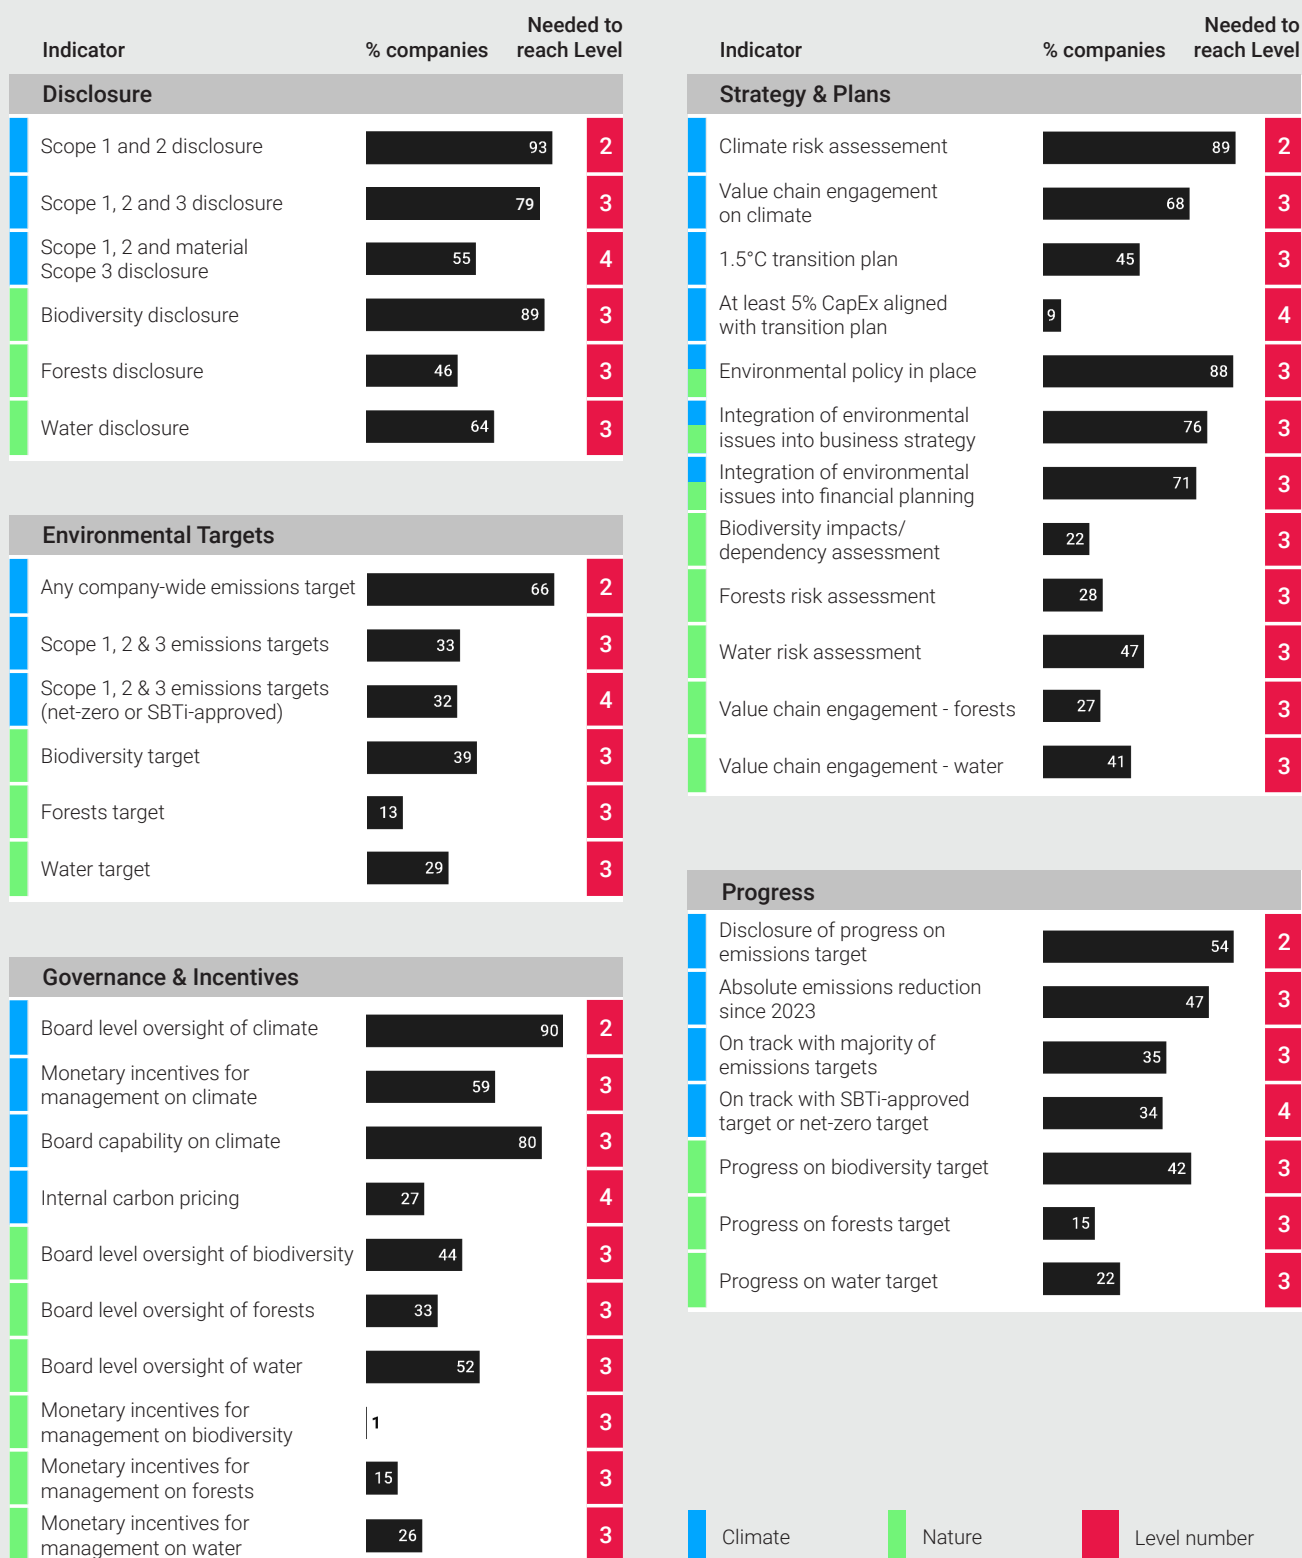 Indicator
% companies
Needed to
reach Level
Disclosure
Scope 1 and 2 disclosure
93
2
Scope 1, 2 and 3 disclosure
79
3
Scope 1, 2 and material
Scope 3 disclosure
55
4
Biodiversity disclosure
89
3
Forests disclosure
46
3
Water disclosure
64
3
Environmental Targets
Any company-wide emissions target
66
2
Scope 1, 2 & 3 emissions targets
33
3
Scope 1, 2 & 3 emissions targets
(net-zero or SBTi-approved)
32
4
Biodiversity target
39
3
Forests target
13
3
Water target
29
3
Governance & Incentives
Board level oversight of climate
90
2
Monetary incentives for
management on climate
59
3
Board capability on climate
80
3
Internal carbon pricing
27
4
Board level oversight of biodiversity
44
3
Board level oversight of forests
33
3
Board level oversight of water
52
3
Monetary incentives for
management on biodiversity
1
3
Monetary incentives for
management on forests
15
3
Monetary incentives for
management on water
26
3
Indicator
% companies
Needed to
reach Level
Strategy & Plans
Climate risk assessement
89
2
Value chain engagement
on climate
68
3
1.5°C transition plan
45
3
At least 5% CapEx aligned
with transition plan
9
4
Environmental policy in place
88
3
Integration of environmental
issues into business strategy
76
3
Integration of environmental
issues into financial planning
71
3
Biodiversity impacts/
dependency assessment
22
3
Forests risk assessment
28
3
Water risk assessment
47
3
Value chain engagement - forests
27
3
Value chain engagement - water
41
3
Progress
Disclosure of progress on
emissions target
54
2
Absolute emissions reduction
since 2023
47
3
On track with majority of
emissions targets
35
3
On track with SBTi-approved
target or net-zero target
34
4
Progress on biodiversity target
42
3
Progress on forests target
15
3
Progress on water target
22
3
Climate
Nature
Level number